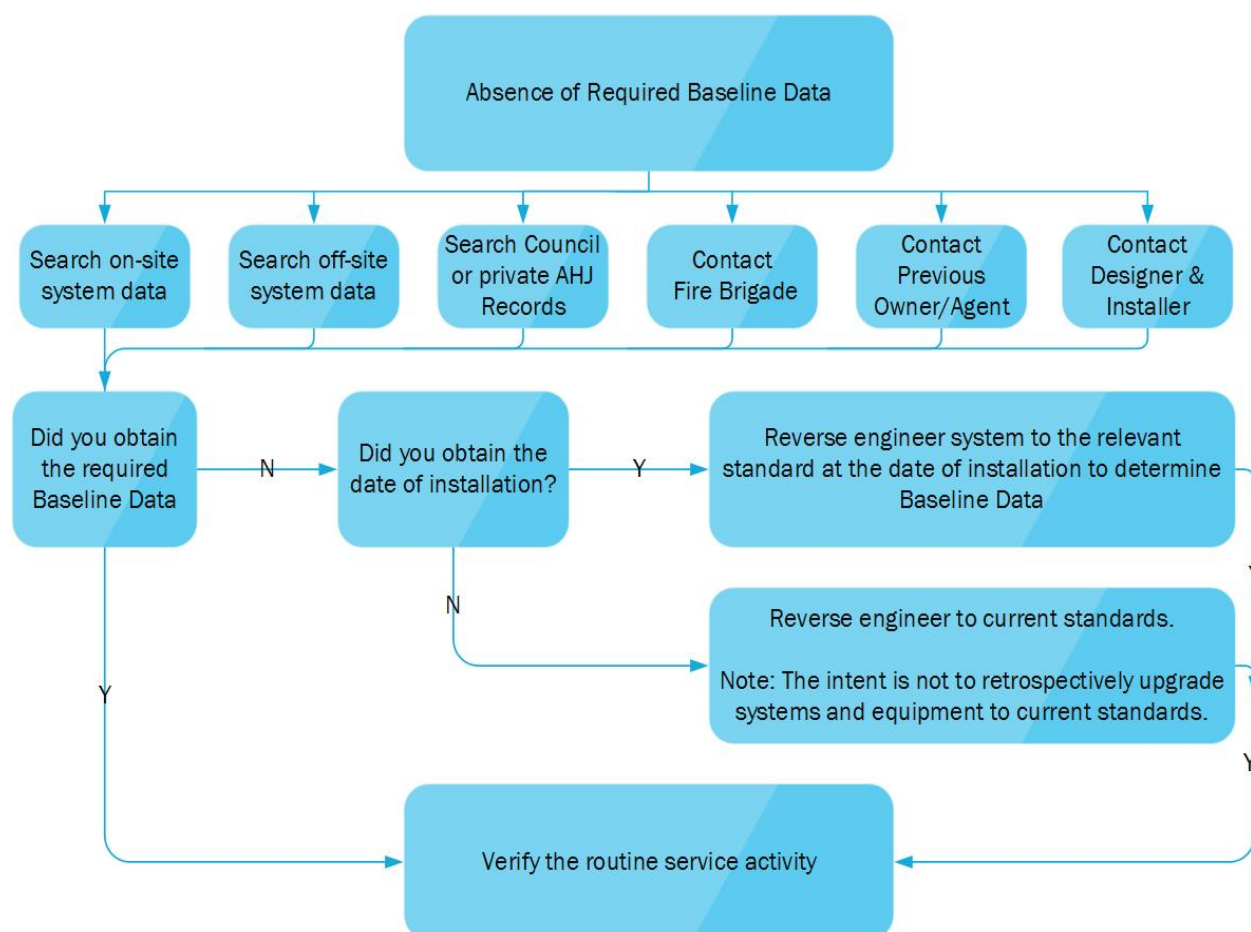 Absence of Required Baseline Data
Search on-site
system data
Search off-site
system data
Search Council
or private AHJ
Records
Contact
Fire Brigade
Contact
Previous
Owner/Agent
Contact
Designer &
Installer
Did you obtain
the required
Baseline Data
N
Did you obtain the
date of installation?
Y
Reverse engineer system to the relevant
standard at the date of installation to determine
Baseline Data
Y
N
Reverse engineer to current standards.
Note: The intent is not to retrospectively upgrade
systems and equipment to current standards.
Y
Y
Verify the routine service activity